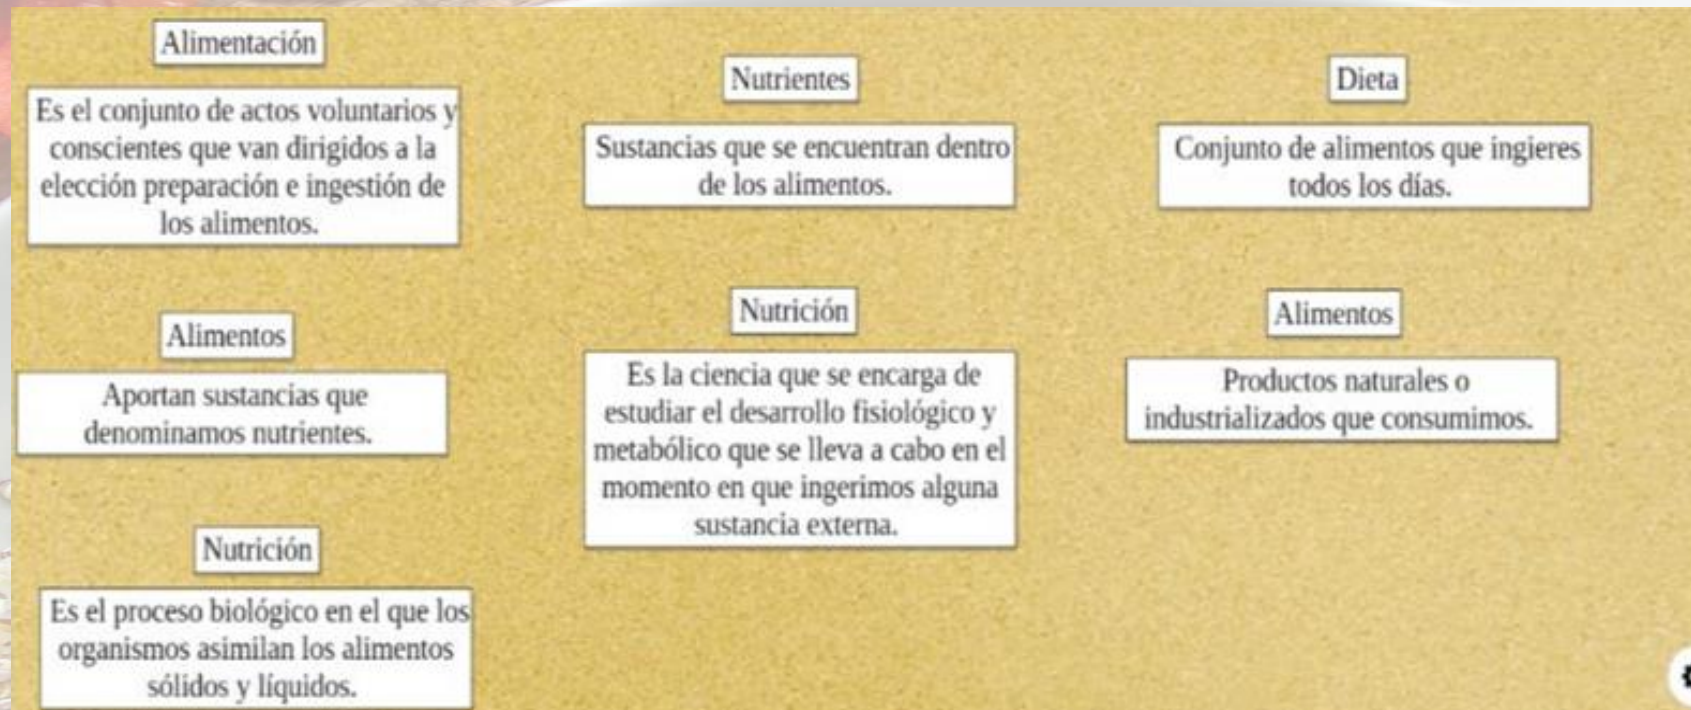 Alimentación
Es el conjunto de actos voluntarios y
conscientes que van dirigidos a la
elección preparación e ingestión de
los alimentos.
Alimentos
Aportan sustancias que
denominamos nutrientes.
Nutrición
Es el proceso biológico en el que los
organismos asimilan los alimentos
sólidos y líquidos.
Nutrientes
Sustancias que se encuentran dentro
de los alimentos.
Nutrición
Es la ciencia que se encarga de
estudiar el desarrollo fisiológico y
metabólico que se lleva a cabo en el
momento en que ingerimos alguna
sustancia externa.
Dieta
Conjunto de alimentos que ingieres
todos los días.
Alimentos
Productos naturales o
industrializados que consumimos.